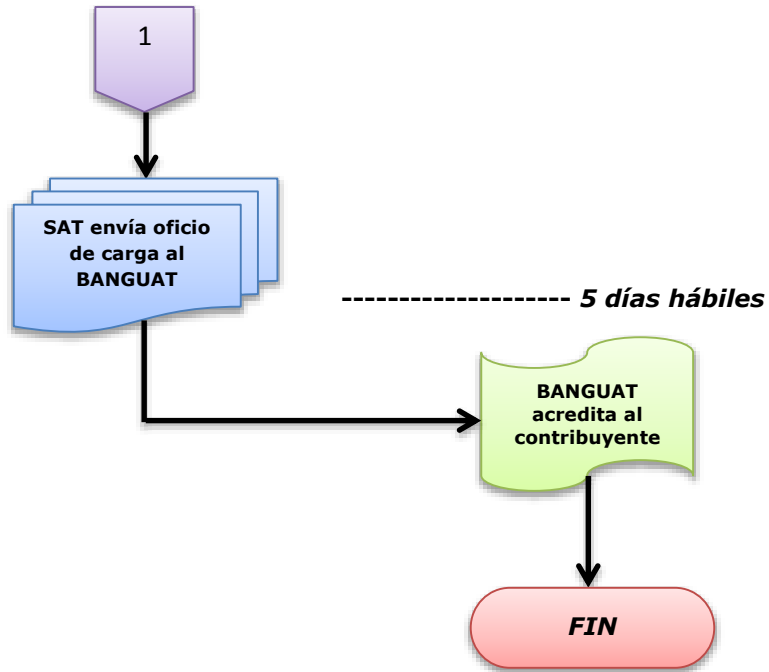 1
SAT envía oficio
de carga al
BANGUAT
-------------------- 5 días hábiles
BANGUAT
acredita al
contribuyente
FIN